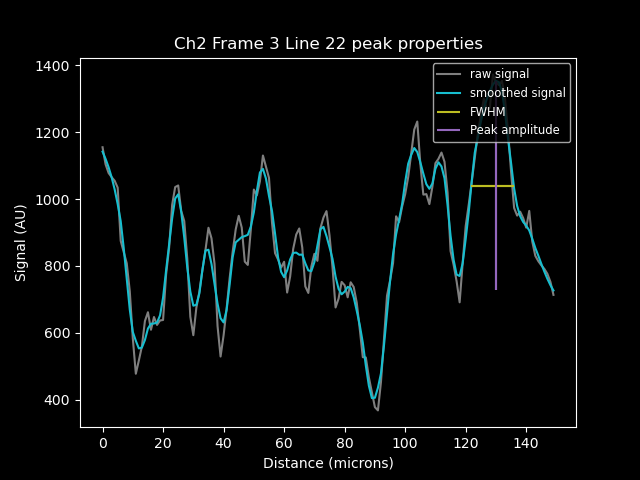 Ch2 Frame 3 Line 22 peak properties
raw signal
smoothed signal
FWHM
Peak amplitude
Signal (AU)
1400
1200
1000
800
600
400
0 20 40 60 80 100 120 140
Distance (microns)